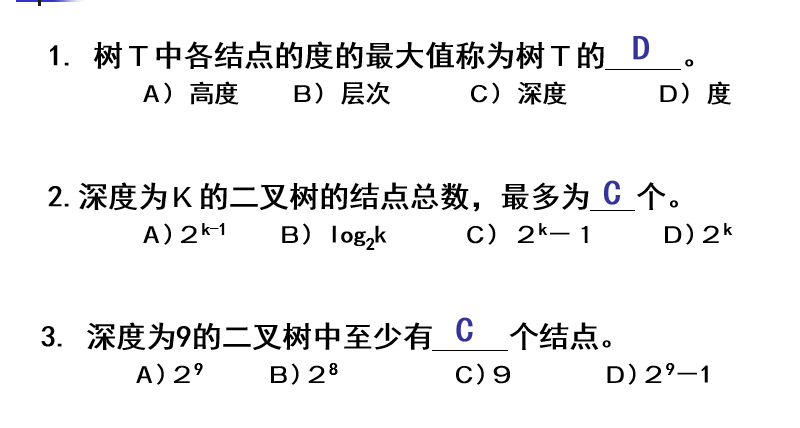 1. 树T中各结点的度的最大值称为树T的 D 。
A) 高度 B) 层次 C) 深度 D) 度
2. 深度为K的二叉树的结点总数，最多为 C 个。
A) 2^k-1 B) log₂k C) 2^k－1 D) 2^k
3. 深度为9的二叉树中至少有 C 个结点。
A) 2⁹ B) 2⁸ C) 9 D) 2⁹－1